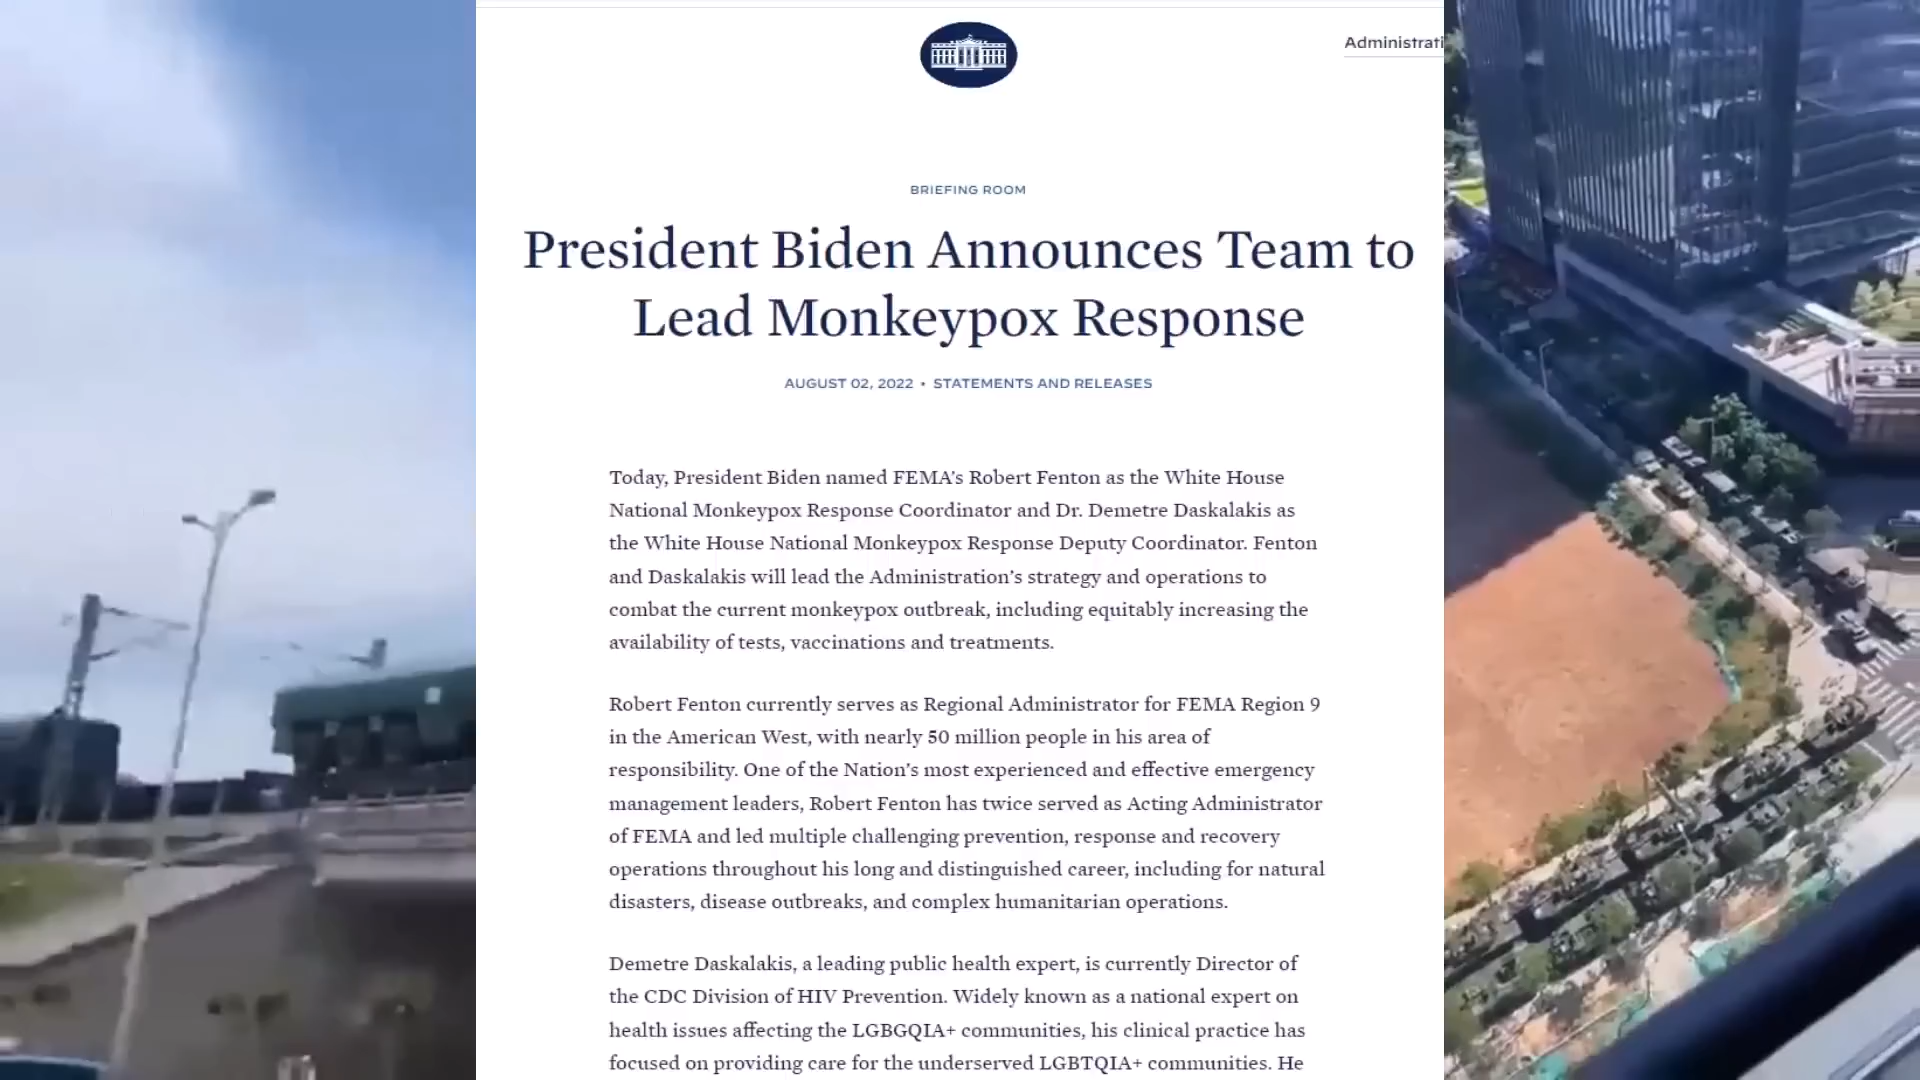 Administrati
BRIEFING ROOM
President Biden Announces Team to
Lead Monkeypox Response
AUGUST 02, 2022 • STATEMENTS AND RELEASES
Today, President Biden named FEMA’s Robert Fenton as the White House
National Monkeypox Response Coordinator and Dr. Demetre Daskalakis as
the White House National Monkeypox Response Deputy Coordinator. Fenton
and Daskalakis will lead the Administration’s strategy and operations to
combat the current monkeypox outbreak, including equitably increasing the
availability of tests, vaccinations and treatments.
Robert Fenton currently serves as Regional Administrator for FEMA Region 9
in the American West, with nearly 50 million people in his area of
responsibility. One of the Nation’s most experienced and effective emergency
management leaders, Robert Fenton has twice served as Acting Administrator
of FEMA and led multiple challenging prevention, response and recovery
operations throughout his long and distinguished career, including for natural
disasters, disease outbreaks, and complex humanitarian operations.
Demetre Daskalakis, a leading public health expert, is currently Director of
the CDC Division of HIV Prevention. Widely known as a national expert on
health issues affecting the LGBGQIA+ communities, his clinical practice has
focused on providing care for the underserved LGBTQIA+ communities. He